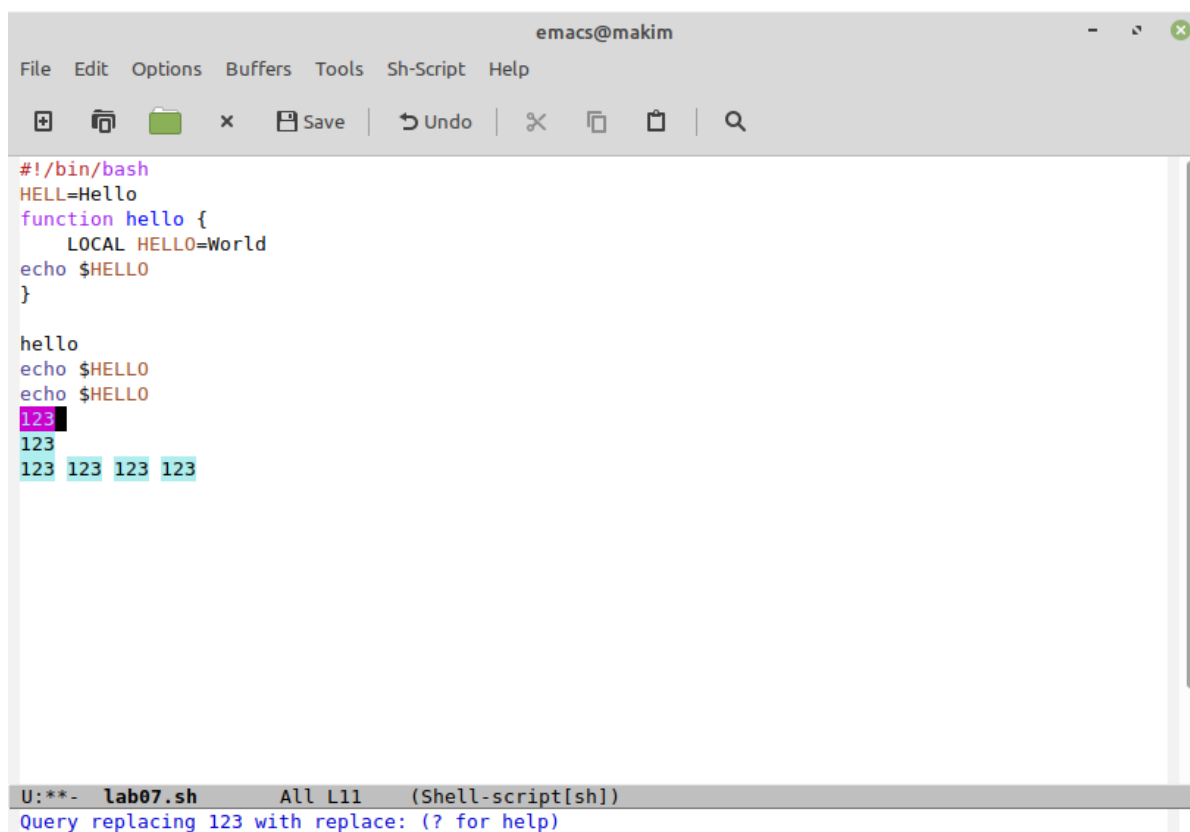 emacs@makim
File Edit Options Buffers Tools Sh-Script Help
Save Undo
#!/bin/bash
HELL=Hello
function hello {
    LOCAL HELLO=World
echo $HELLO
}
hello
echo $HELLO
echo $HELLO
123
123
123 123 123 123
U:**-  lab07.sh       All L11    (Shell-script[sh])
Query replacing 123 with replace: (? for help)